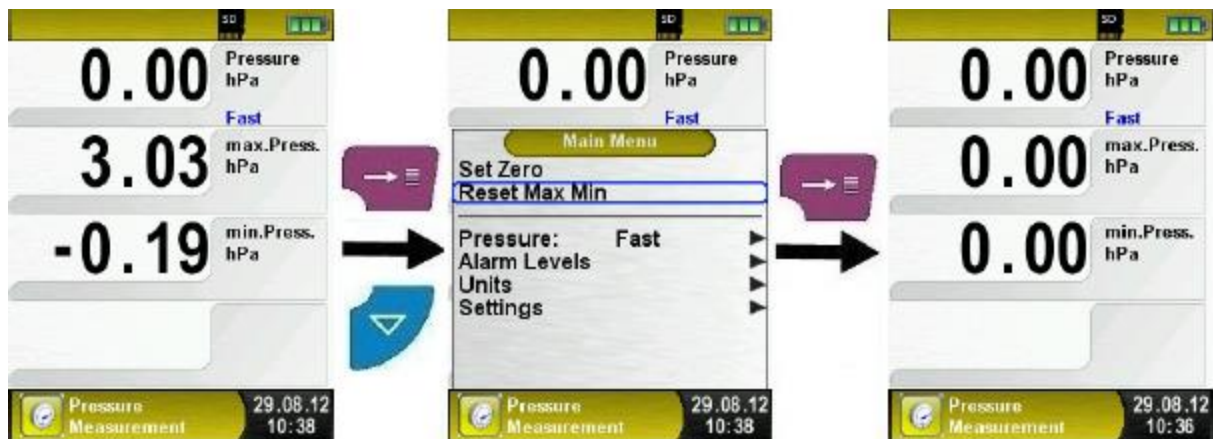 SD
0.00 Pressure
hPa
Fast
3.03 max.Press.
hPa
-0.19 min.Press.
hPa
Pressure 29.08.12
Measurement 10:38
SD
0.00 Pressure
hPa
Fast
Main Menu
Set Zero
Reset Max Min
Pressure: Fast
Alarm Levels
Units
Settings
Pressure 29.08.12
Measurement 10:38
SD
0.00 Pressure
hPa
Fast
0.00 max.Press.
hPa
0.00 min.Press.
hPa
Pressure 29.08.12
Measurement 10:36